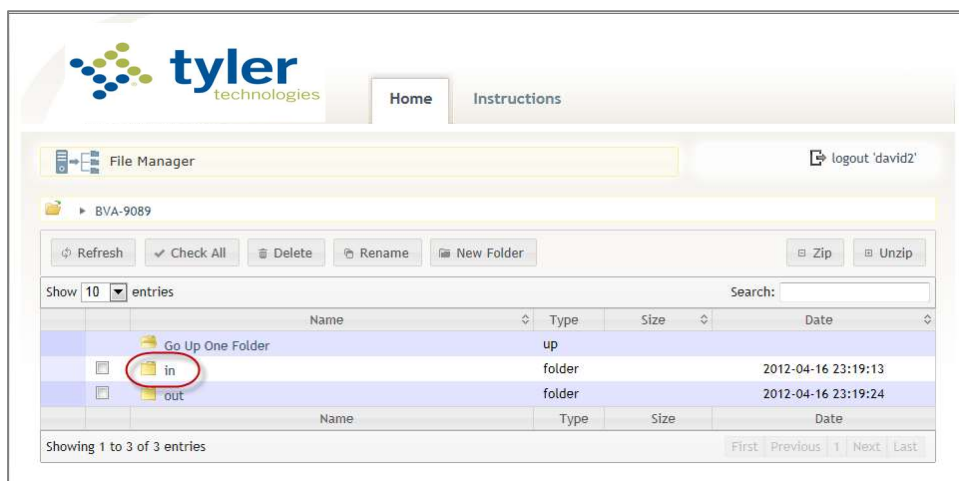 tyler
technologies
Home Instructions
File Manager logout 'david2'
BVA-9089
Refresh Check All Delete Rename New Folder Zip Unzip
Show 10 entries Search:
Name Type Size Date
Go Up One Folder up
in folder 2012-04-16 23:19:13
out folder 2012-04-16 23:19:24
Name Type Size Date
Showing 1 to 3 of 3 entries First Previous 1 Next Last